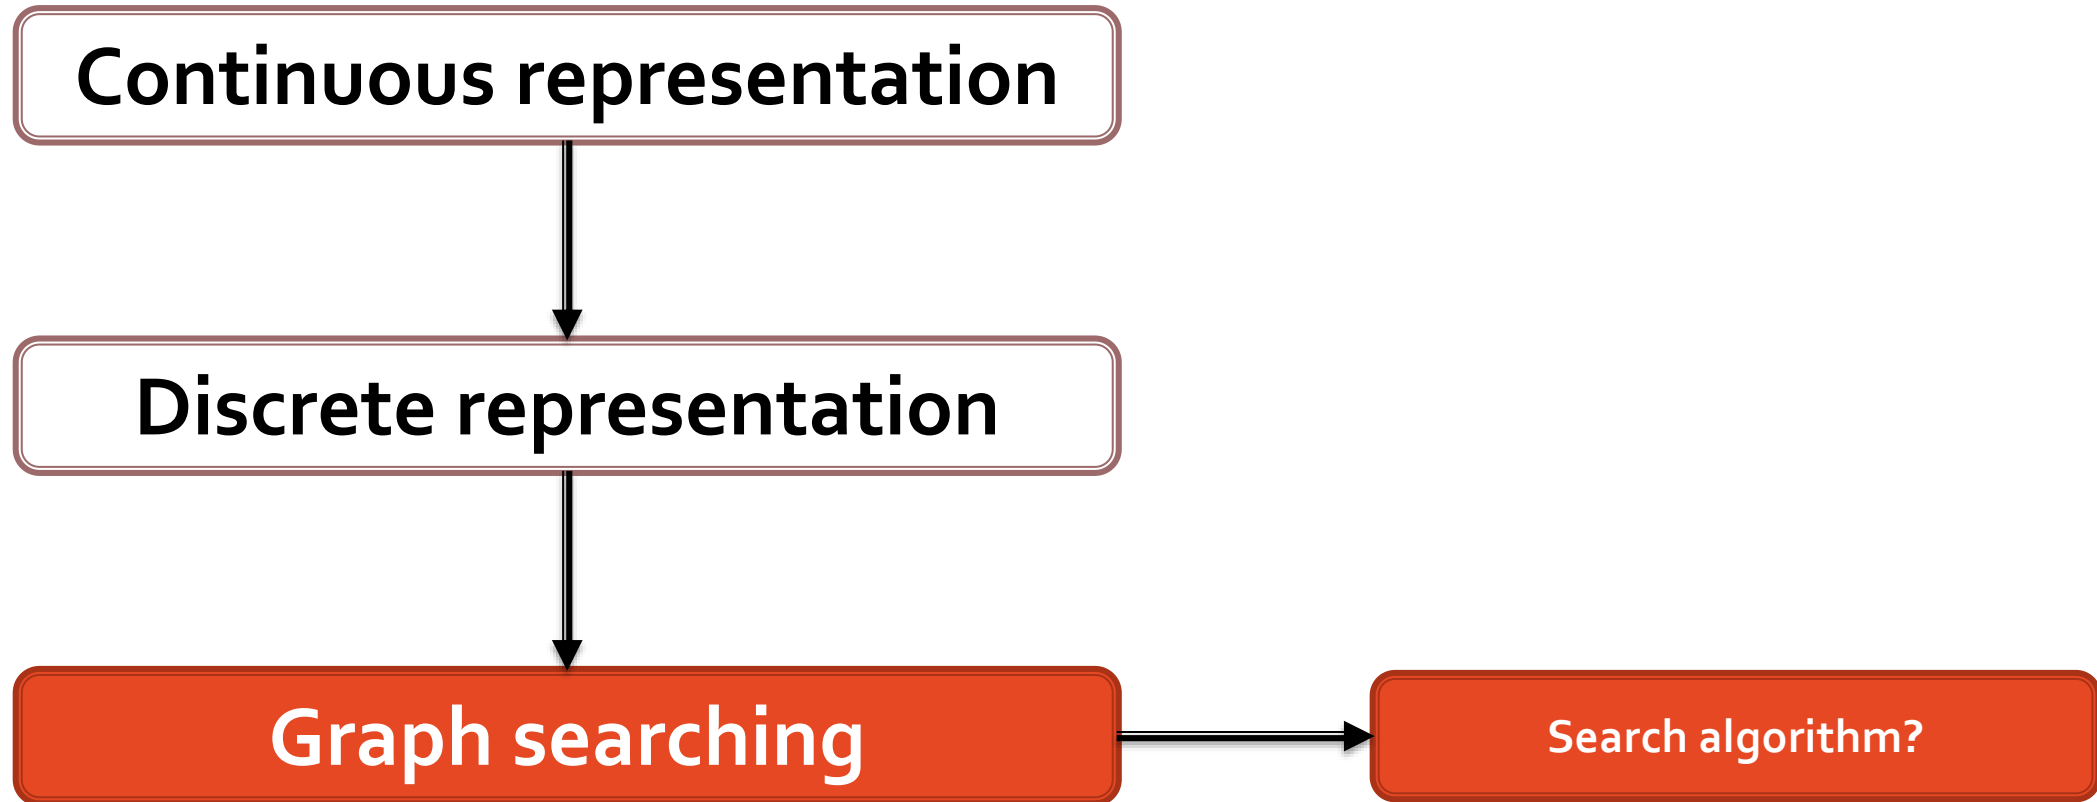 Continuous representation
Discrete representation
Graph searching
Search algorithm?